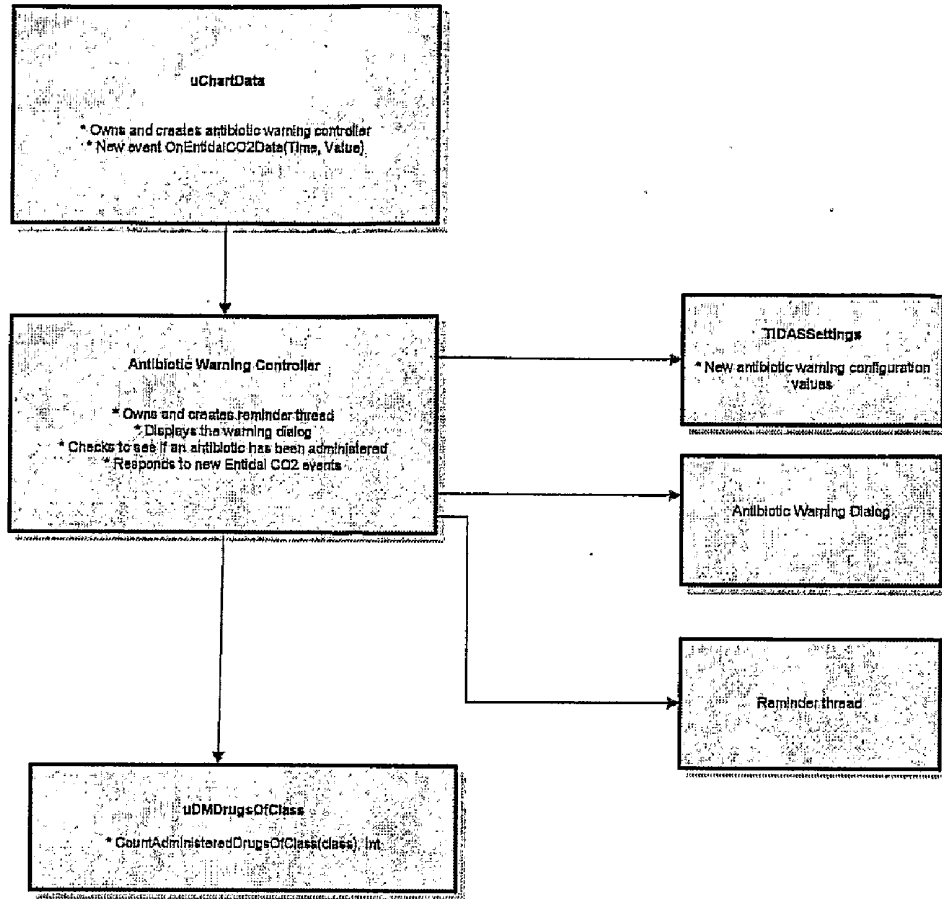 uChartData
* Owns and creates antibiotic warning controller
* New event OnEntidalCO2Data(Time, Value)
Antibiotic Warning Controller
* Owns and creates reminder thread
* Displays the warning dialog
* Checks to see if an antibiotic has been administered
* Responds to new Entidal CO2 events
TIDASSettings
* New antibiotic warning configuration
values
Antibiotic Warning Dialog
Reminder thread
uDMDrugsOfClass
* CountAdministeredDrugsOfClass(class), Int